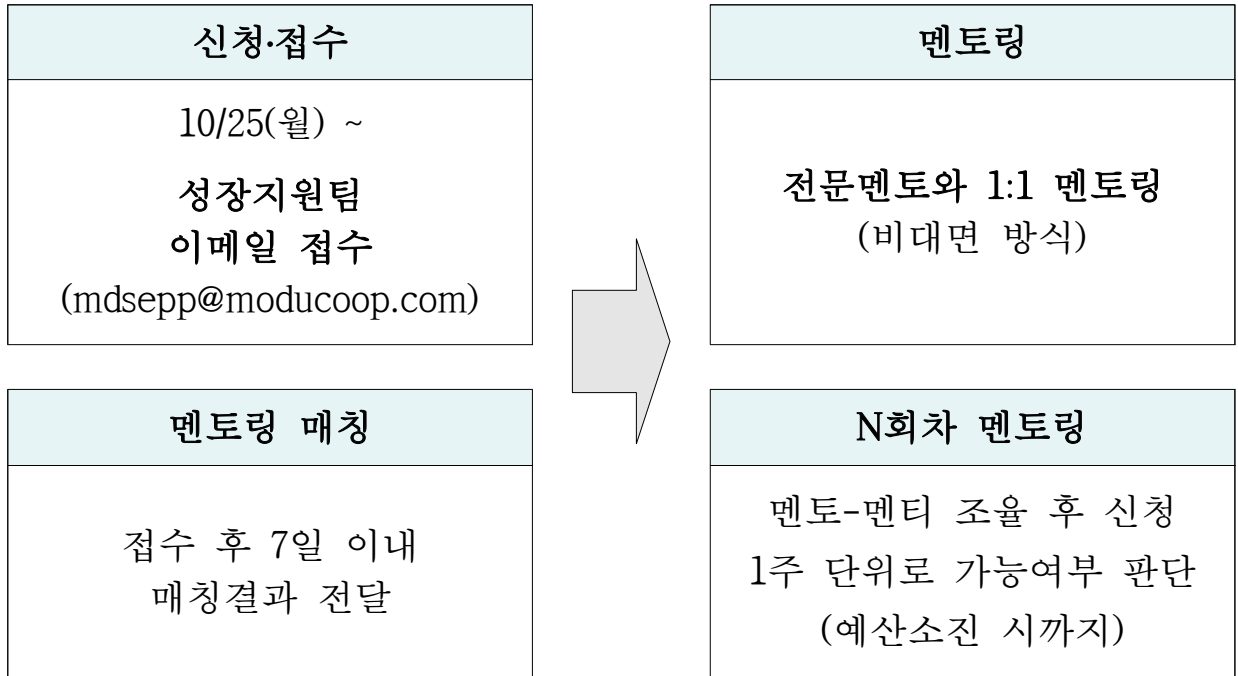 신청·접수
10/25(월) ~
성장지원팀
이메일 접수
(mdsepp@moducoop.com)
멘토링 매칭
접수 후 7일 이내
매칭결과 전달
멘토링
전문멘토와 1:1 멘토링
(비대면 방식)
N회차 멘토링
멘토-멘티 조율 후 신청
1주 단위로 가능여부 판단
(예산소진 시까지)